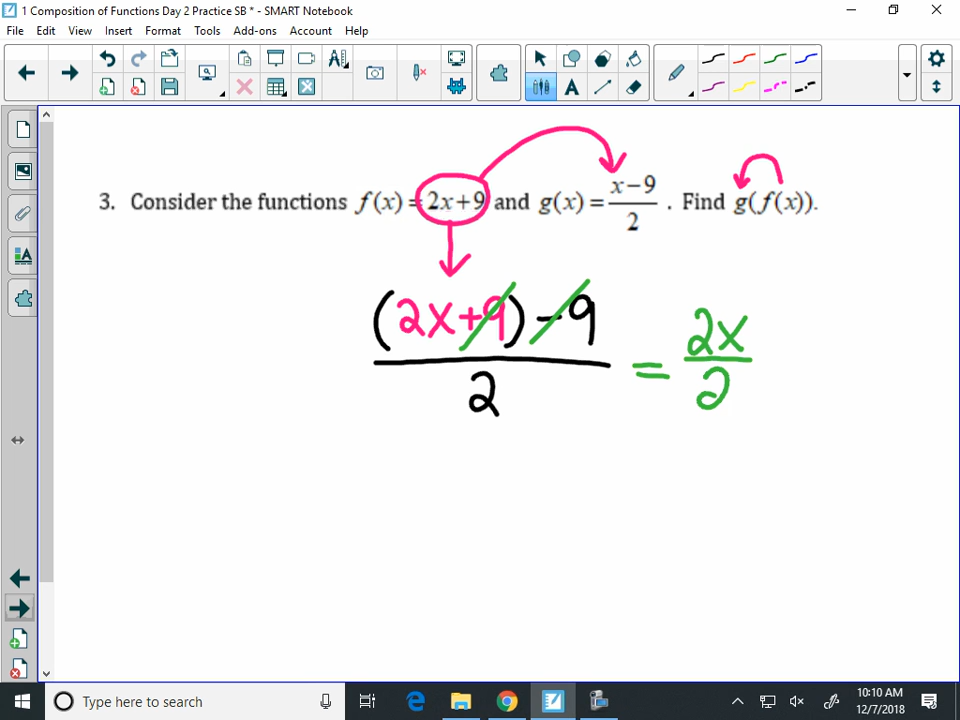 1 Composition of Functions Day 2 Practice SB * - SMART Notebook
File Edit View Insert Format Tools Add-ons Account Help
3. Consider the functions f(x) = 2x+9 and g(x) = (x−9)/2 . Find g(f(x)).
(2x+9) - 9
2
= 2x/2
Type here to search
10:10 AM
12/7/2018